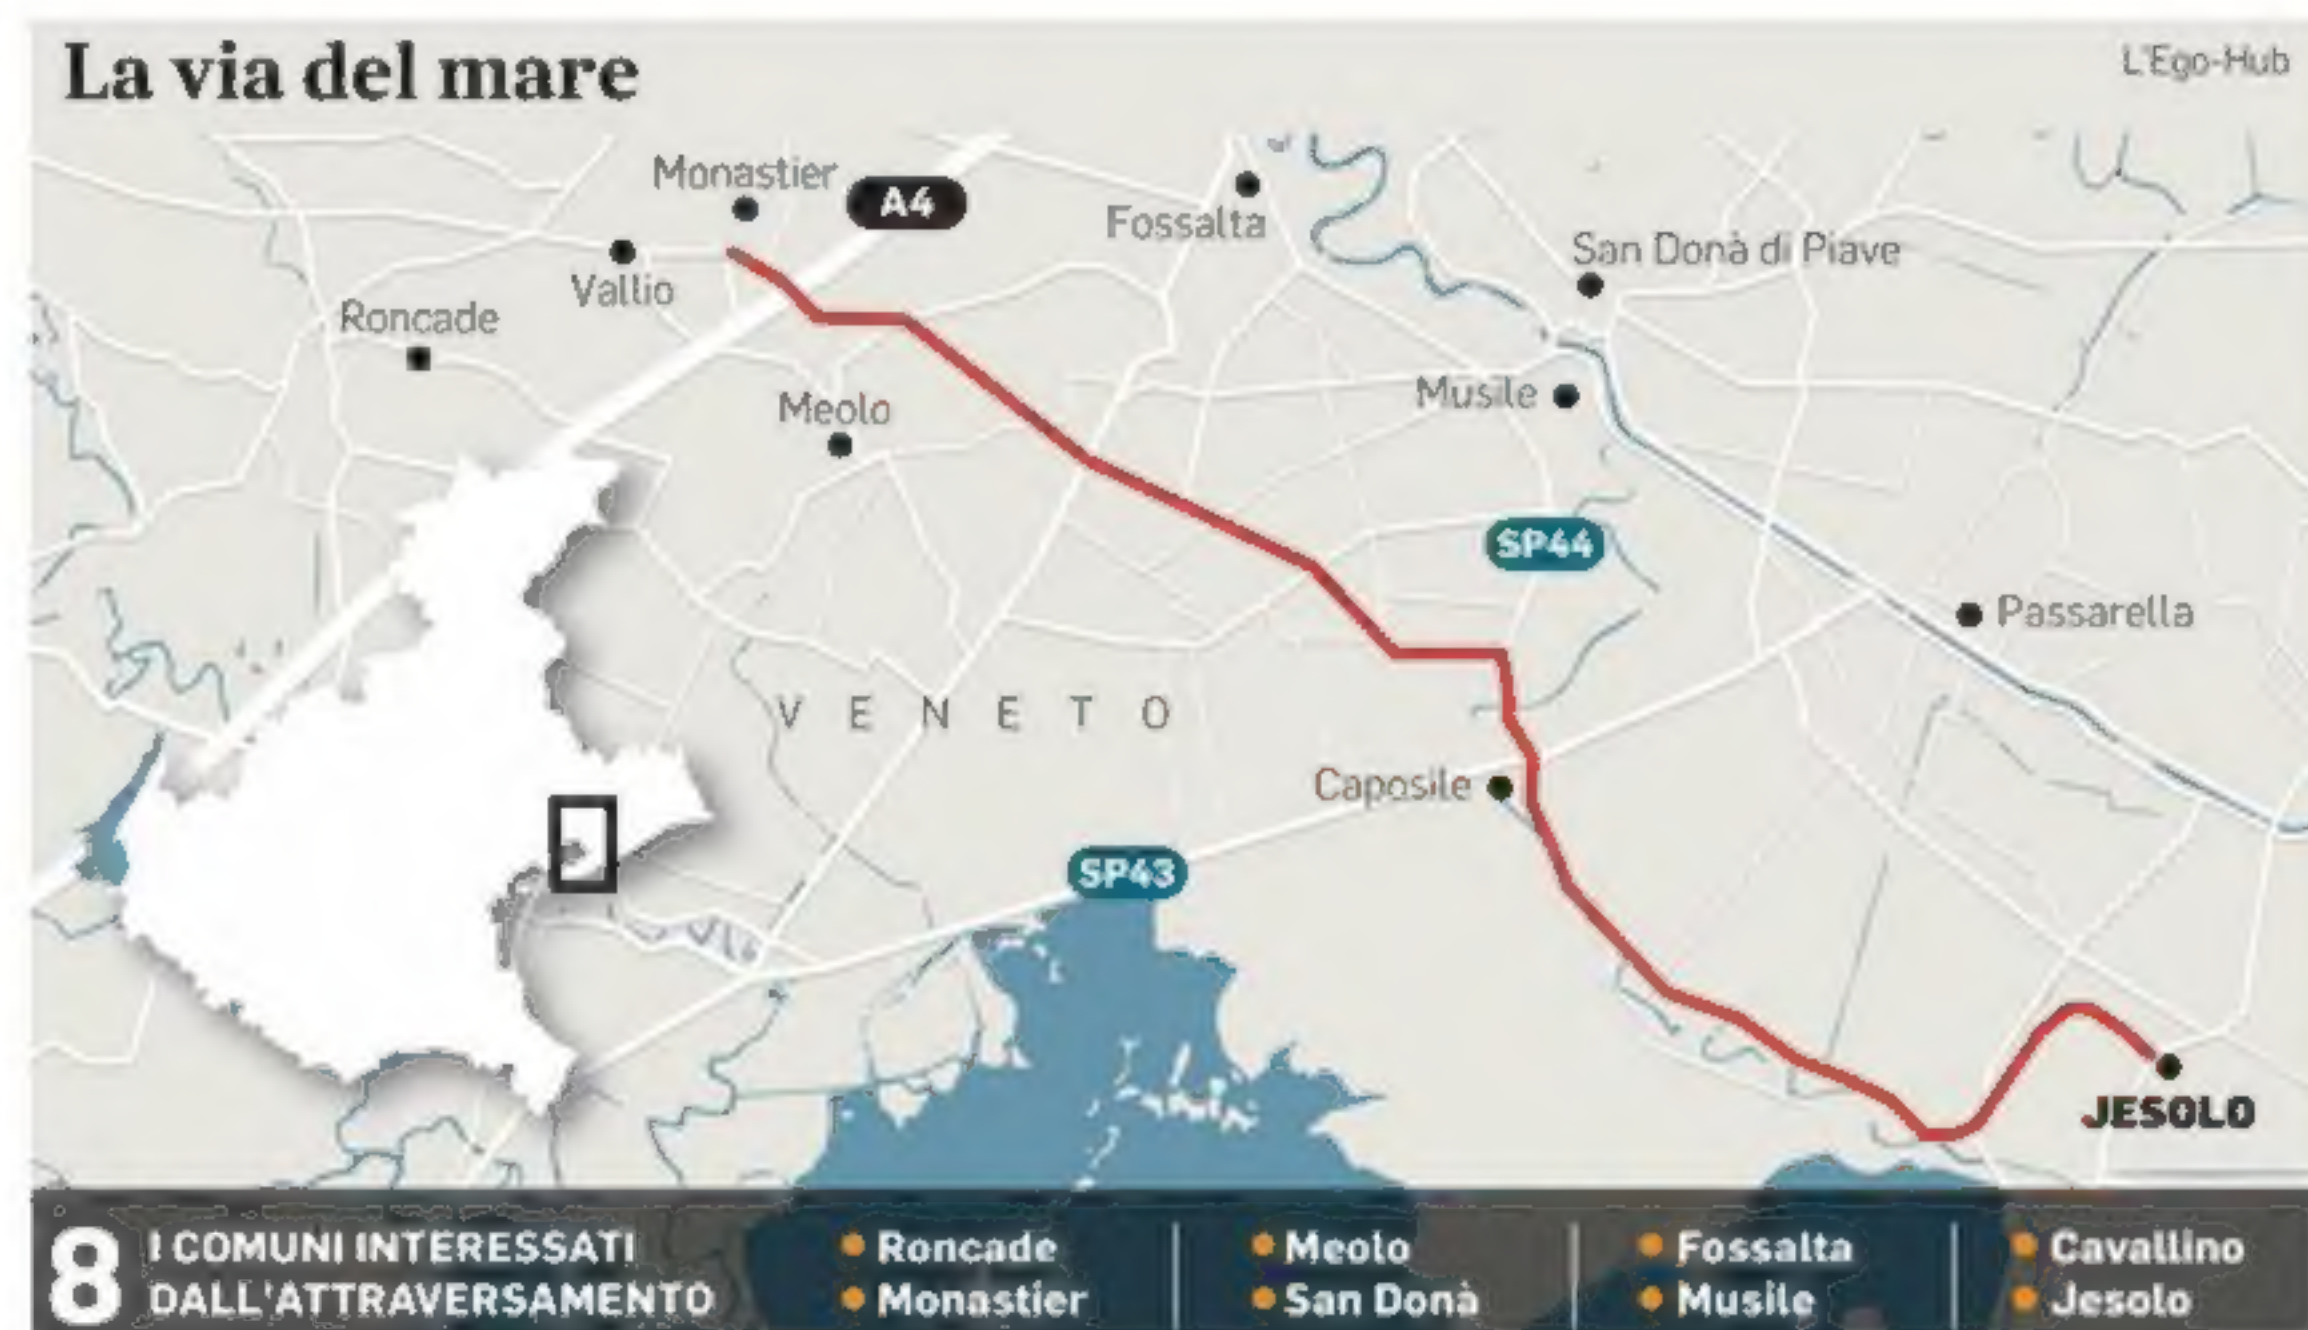 La via del mare
L'Ego-Hub
Monastier
A4
Fossalta
San Donà di Piave
Vallio
Roncade
Meolo
Musile
SP44
Passarella
VENETO
Caposile
SP43
JESOLO
8 I COMUNI INTERESSATI
DALL'ATTRAVERSAMENTO
Roncade
Monastier
Meolo
San Donà
Fossalta
Musile
Cavallino
Jesolo